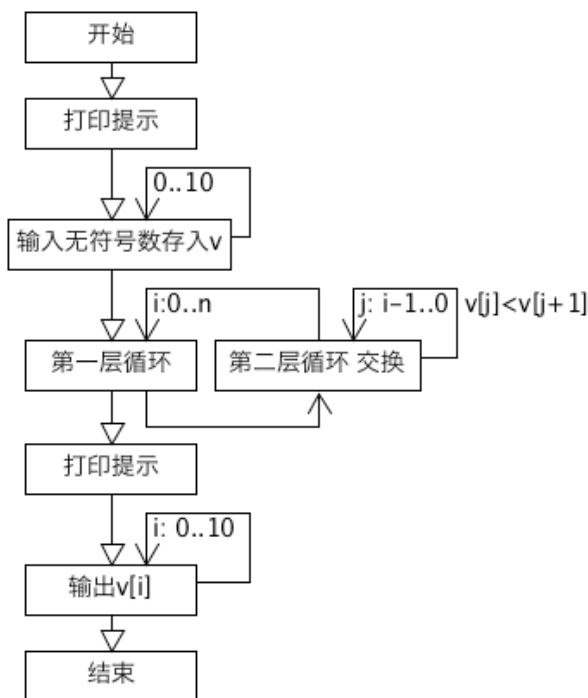 开始
打印提示
0..10
输入无符号数存入v
i:0..n
j: i-1..0 v[j]<v[j+1]
第一层循环
第二层循环 交换
打印提示
i: 0..10
输出v[i]
结束